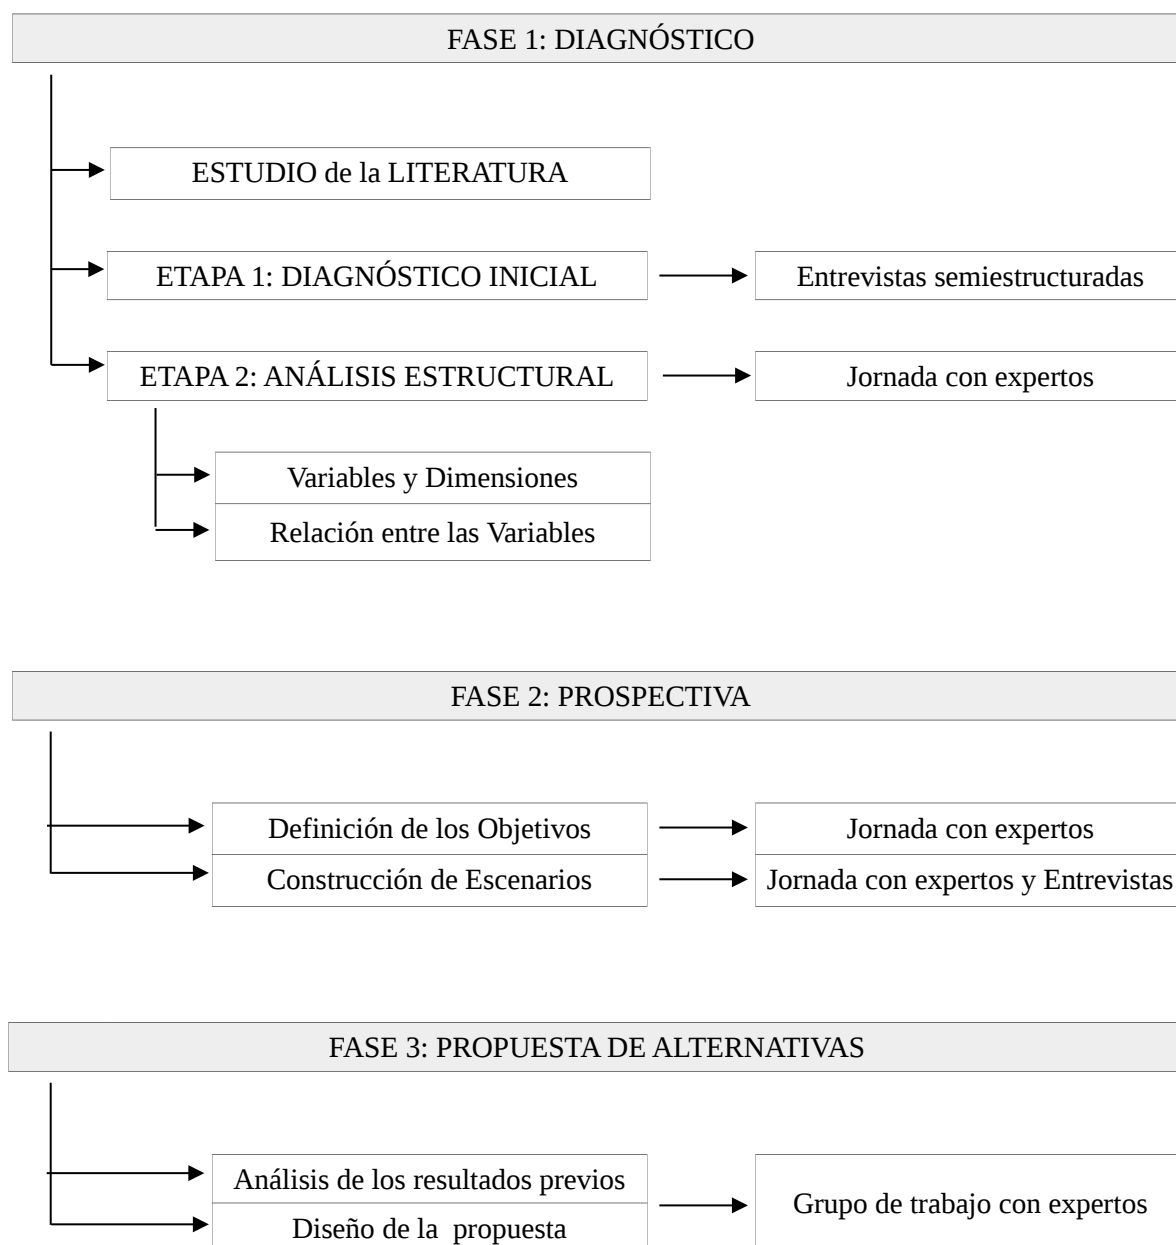 FASE 1: DIAGNÓSTICO
ESTUDIO de la LITERATURA
ETAPA 1: DIAGNÓSTICO INICIAL
Entrevistas semiestructuradas
ETAPA 2: ANÁLISIS ESTRUCTURAL
Jornada con expertos
Variables y Dimensiones
Relación entre las Variables
FASE 2: PROSPECTIVA
Definición de los Objetivos
Jornada con expertos
Construcción de Escenarios
Jornada con expertos y Entrevistas
FASE 3: PROPUESTA DE ALTERNATIVAS
Análisis de los resultados previos
Grupo de trabajo con expertos
Diseño de la propuesta